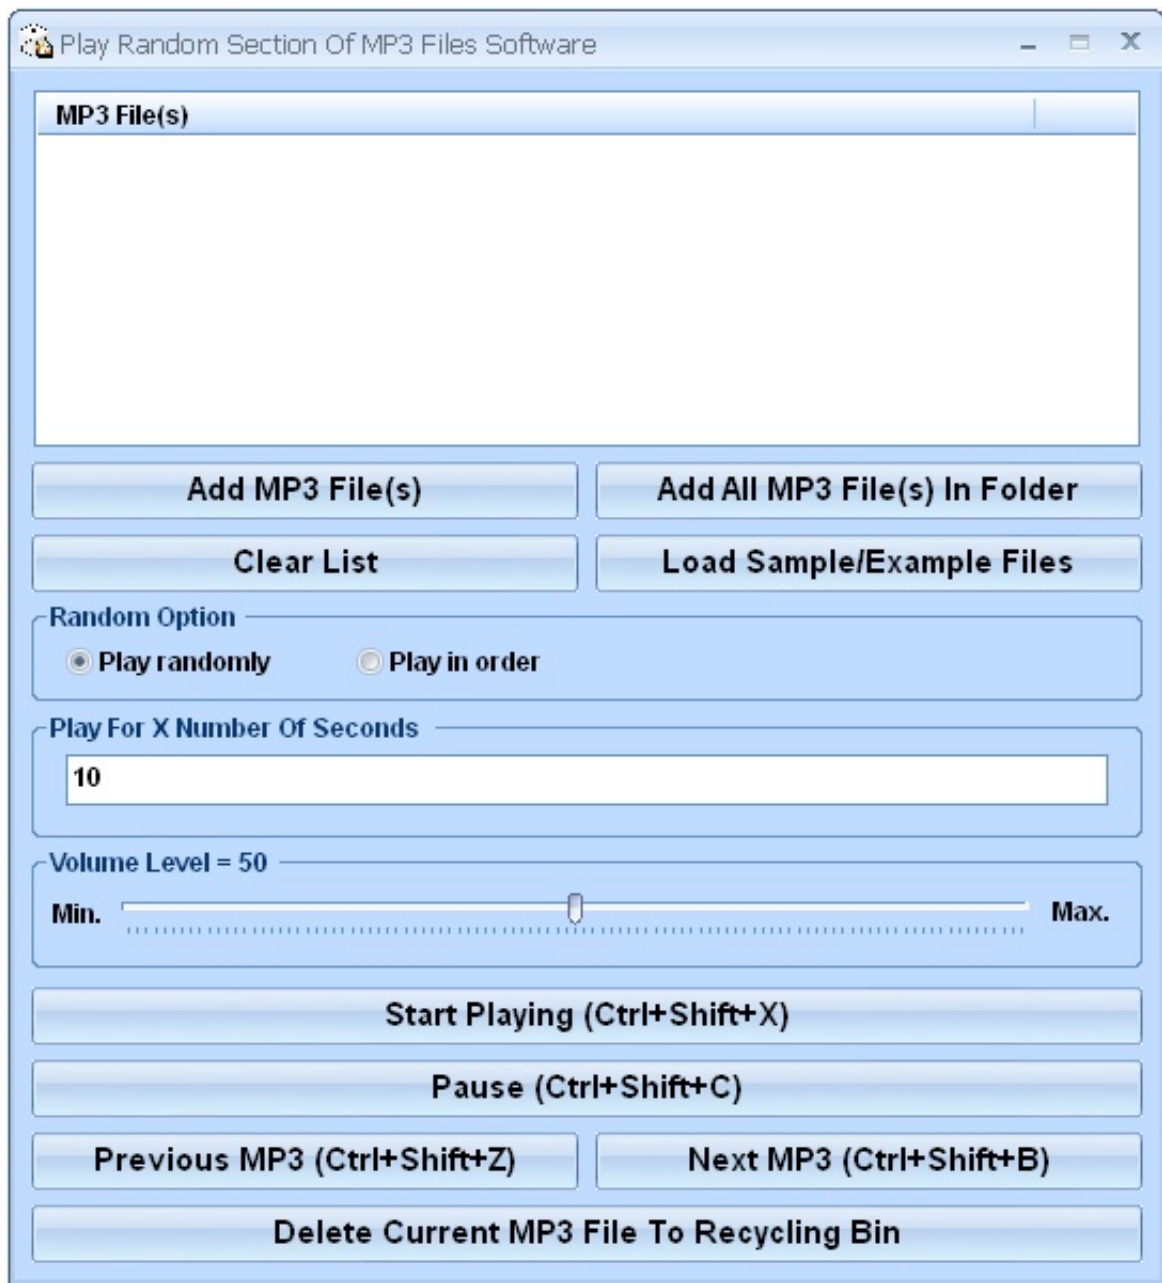 Play Random Section Of MP3 Files Software
MP3 File(s)
Add MP3 File(s)
Add All MP3 File(s) In Folder
Clear List
Load Sample/Example Files
Random Option
Play randomly
Play in order
Play For X Number Of Seconds
10
Volume Level = 50
Min.
Max.
Start Playing (Ctrl+Shift+X)
Pause (Ctrl+Shift+C)
Previous MP3 (Ctrl+Shift+Z)
Next MP3 (Ctrl+Shift+B)
Delete Current MP3 File To Recycling Bin